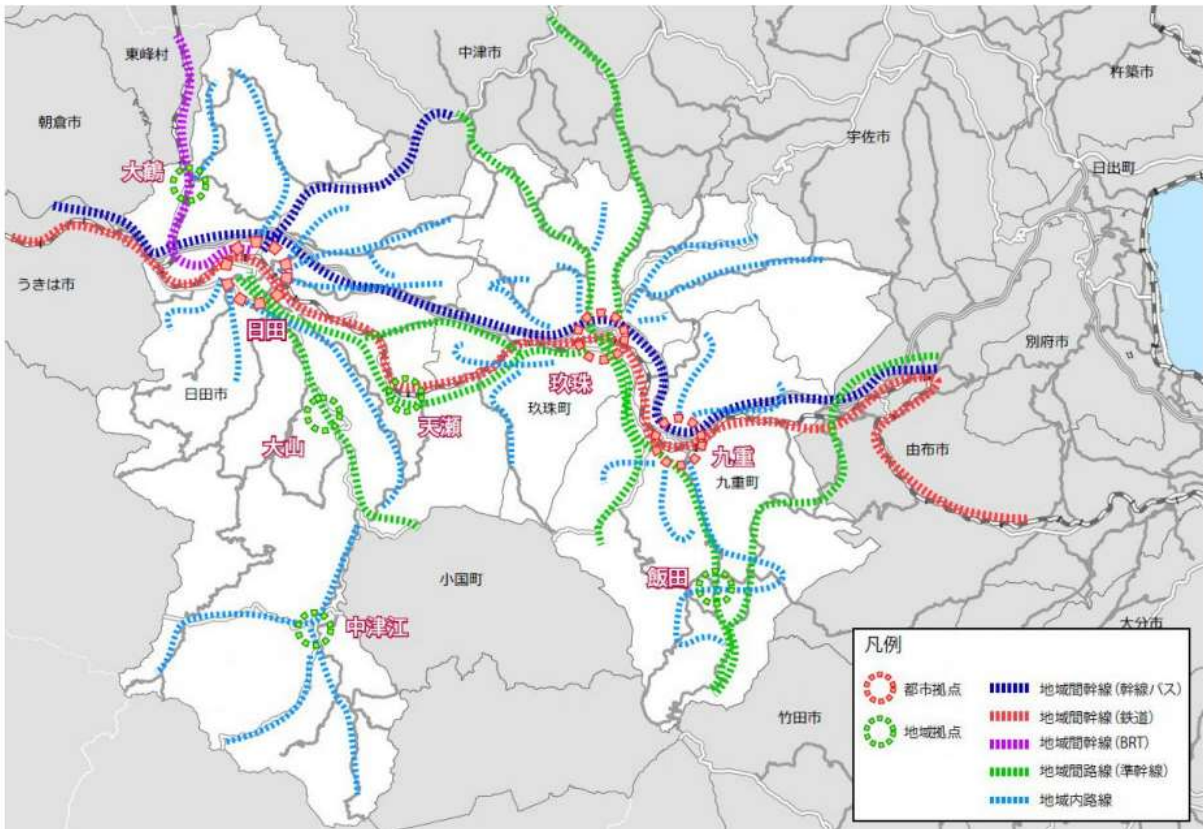 東峰村
中津市
杵築市
朝倉市
宇佐市
日出町
大鶴
うきは市
日田
別府市
玖珠
日田市
天瀬
玖珠町
大山
九重
由布市
九重町
飯田
小国町
中津江
大分市
竹田市
凡例
都市拠点
地域拠点
地域間幹線(幹線バス)
地域間幹線(鉄道)
地域間幹線(BRT)
地域間路線(準幹線)
地域内路線